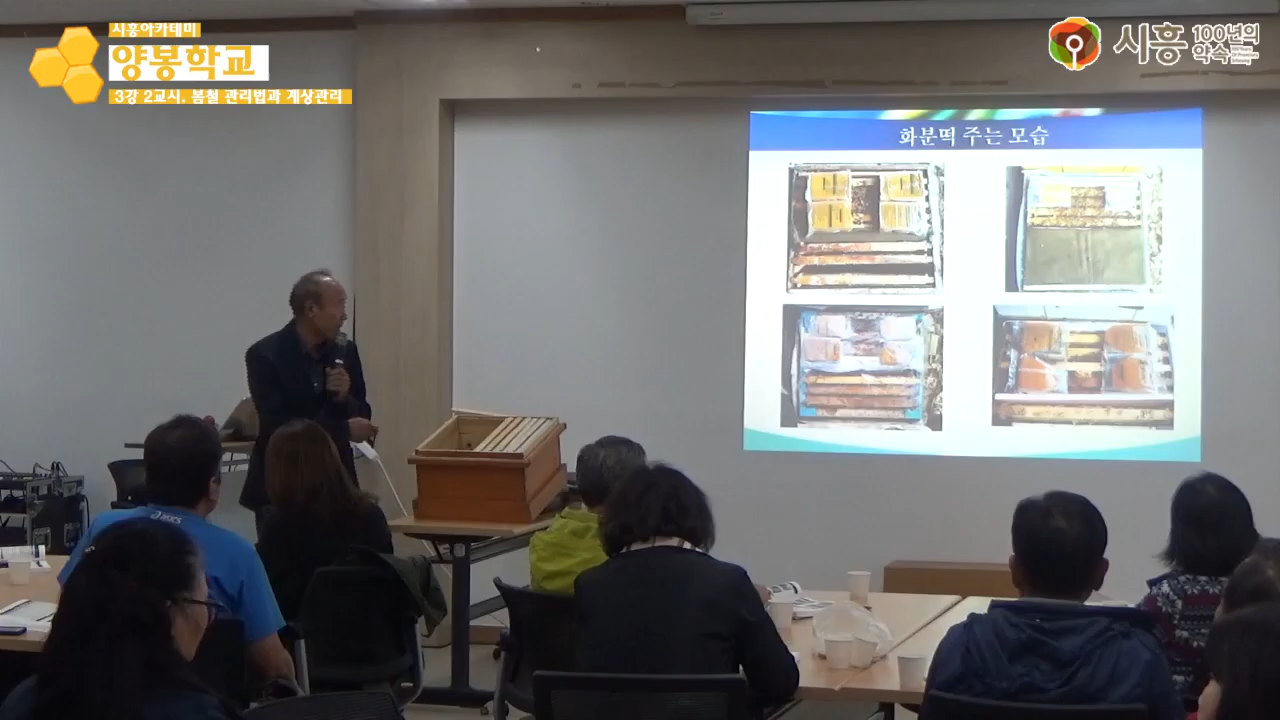 시흥아카데미
양봉학교
3강 2교시. 봄철 관리법과 계상관리
시흥 100년의 약속
화분떡 주는 모습
asics